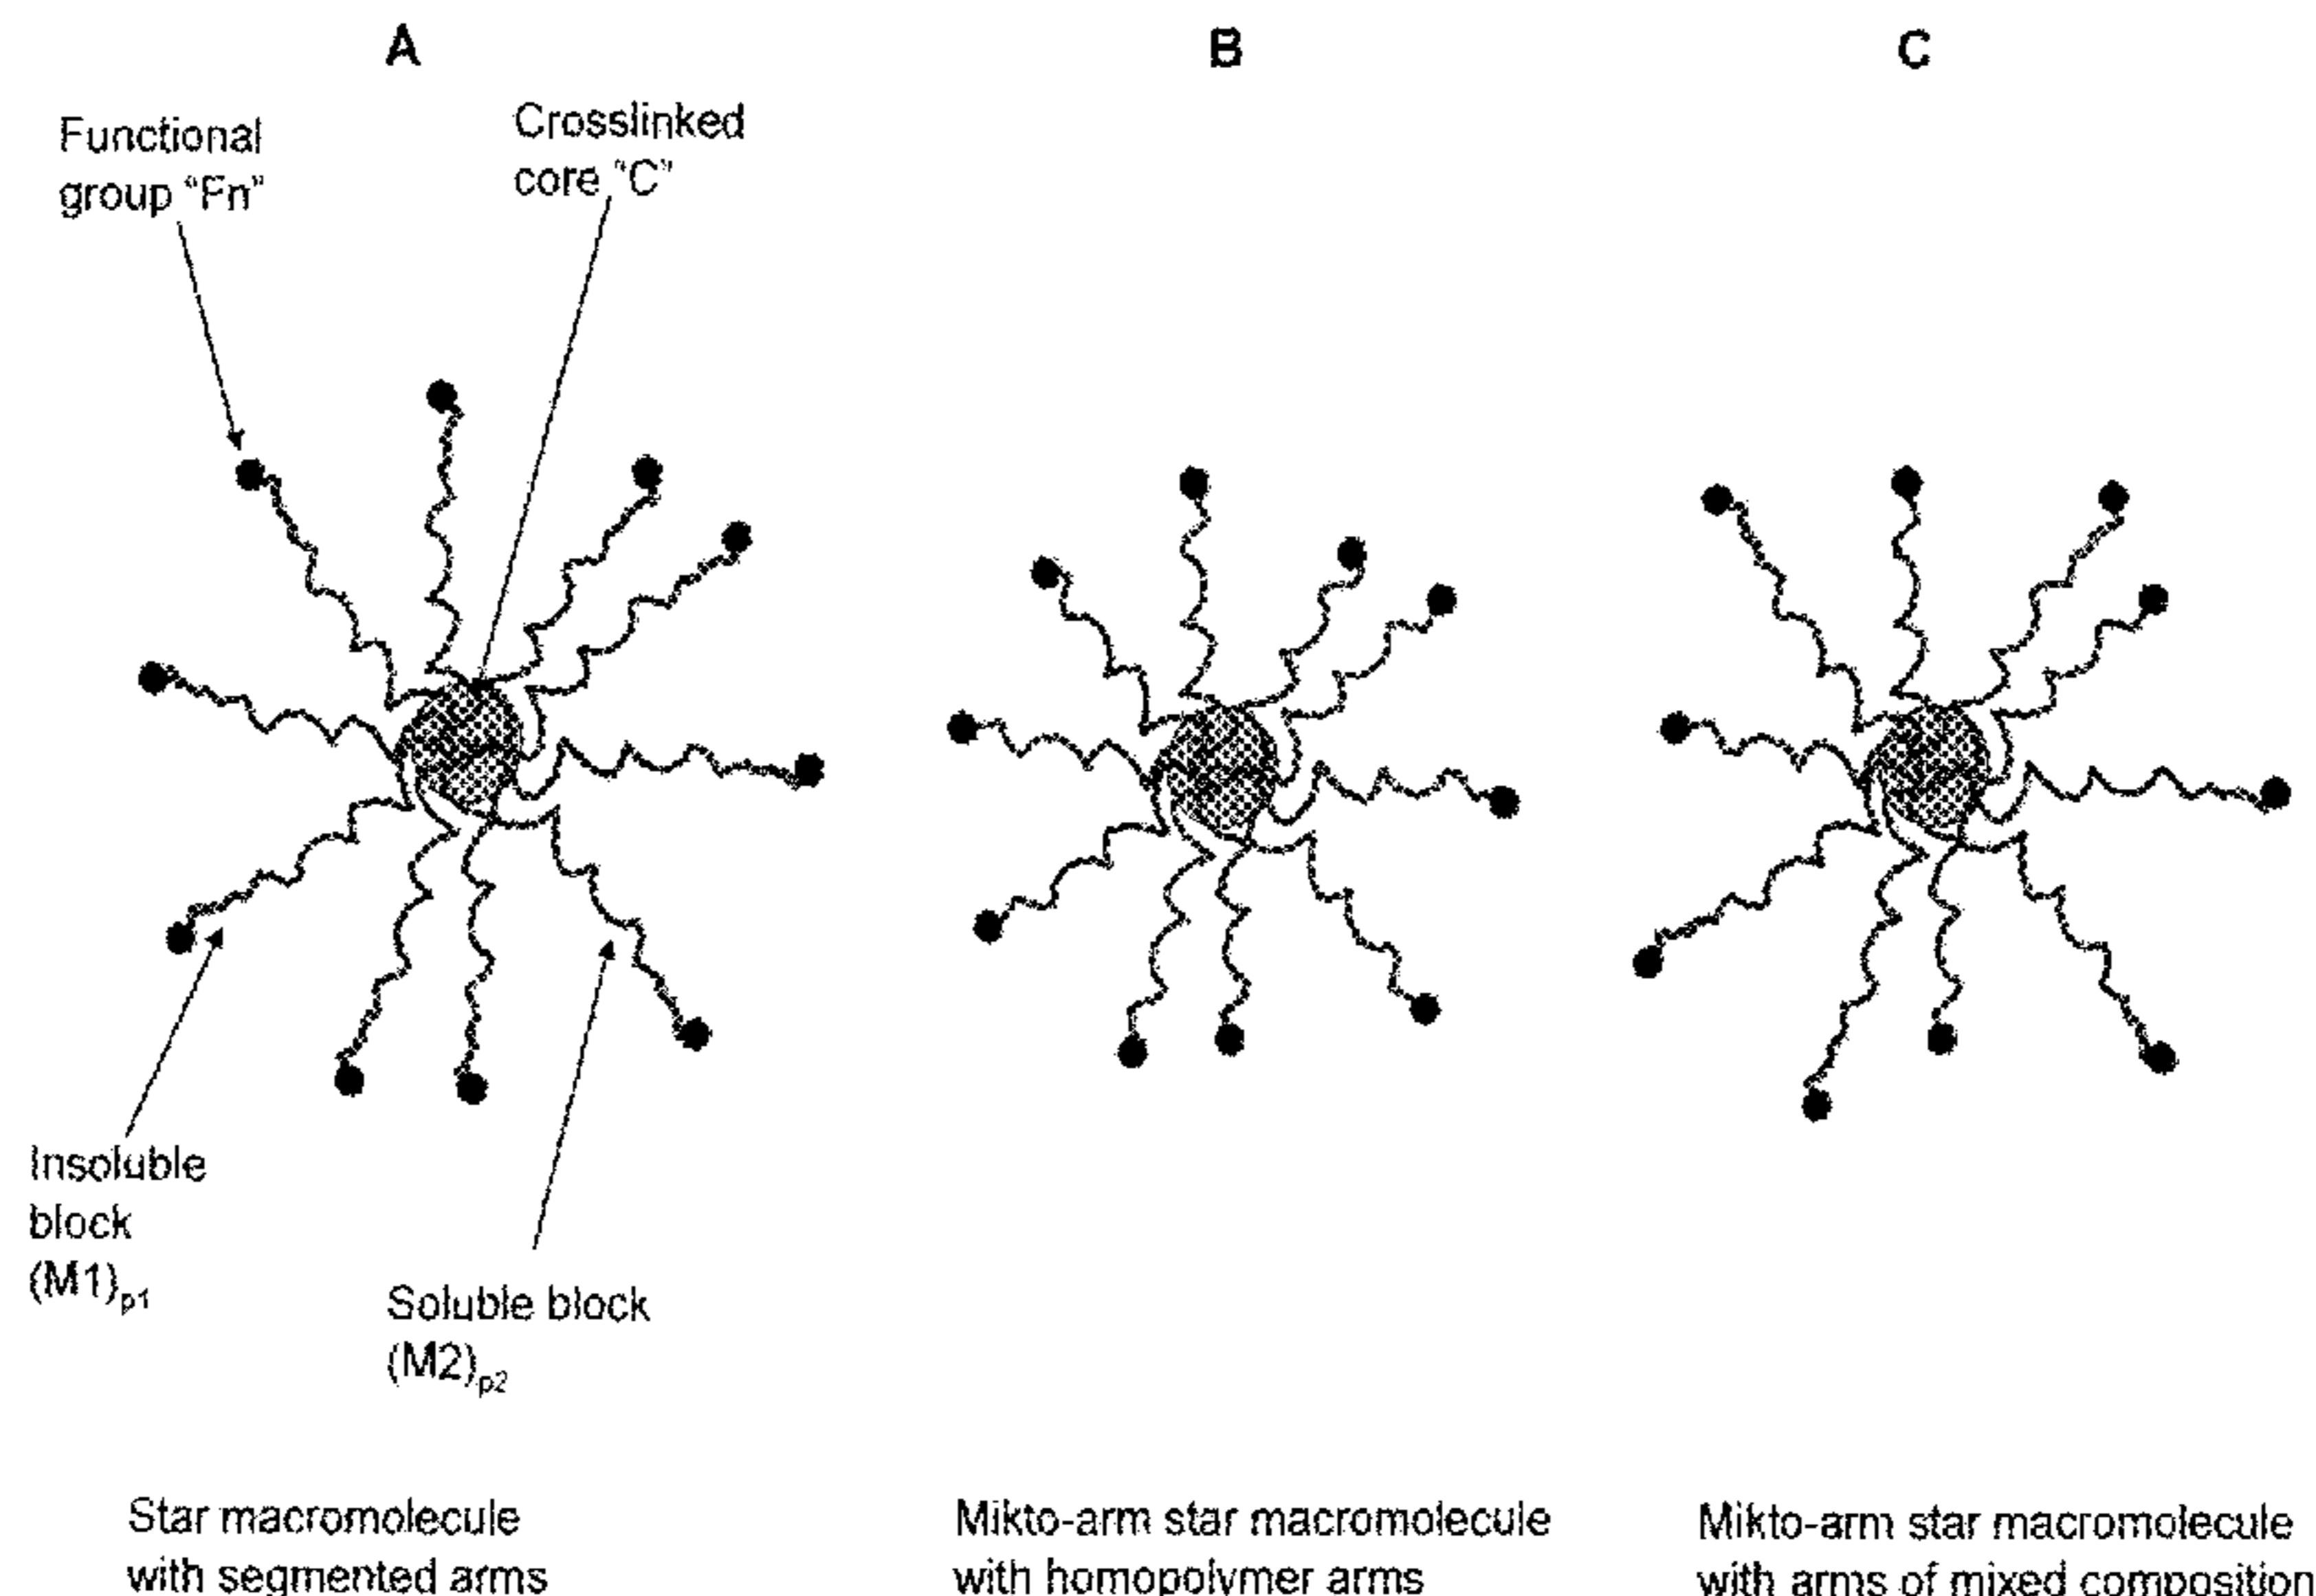 A
B
C
Functional
group "Fn"
Crosslinked
core "C"
Insoluble
block
(M1)p1
Soluble block
(M2)p2
Star macromolecule
with segmented arms
Mikto-arm star macromolecule
with homopolymer arms
Mikto-arm star macromolecule
with arms of mixed composition